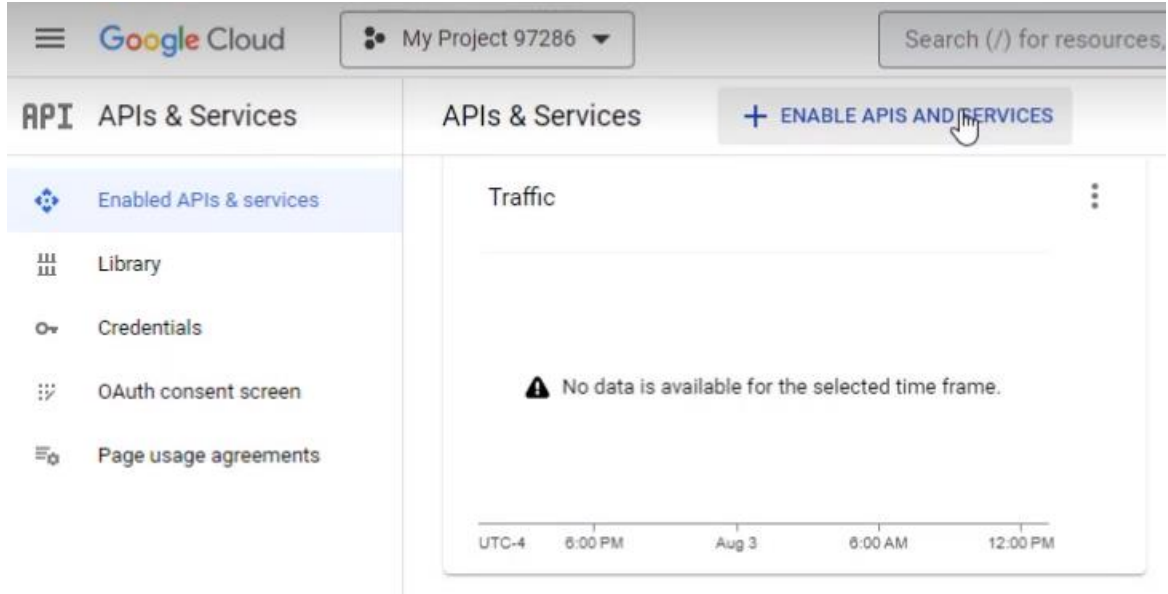 Google Cloud
My Project 97286
Search (/) for resources,
API APIs & Services
APIs & Services
+ ENABLE APIS AND SERVICES
Enabled APIs & services
Library
Credentials
OAuth consent screen
Page usage agreements
Traffic
No data is available for the selected time frame.
UTC-4 6:00 PM Aug 3 6:00 AM 12:00 PM